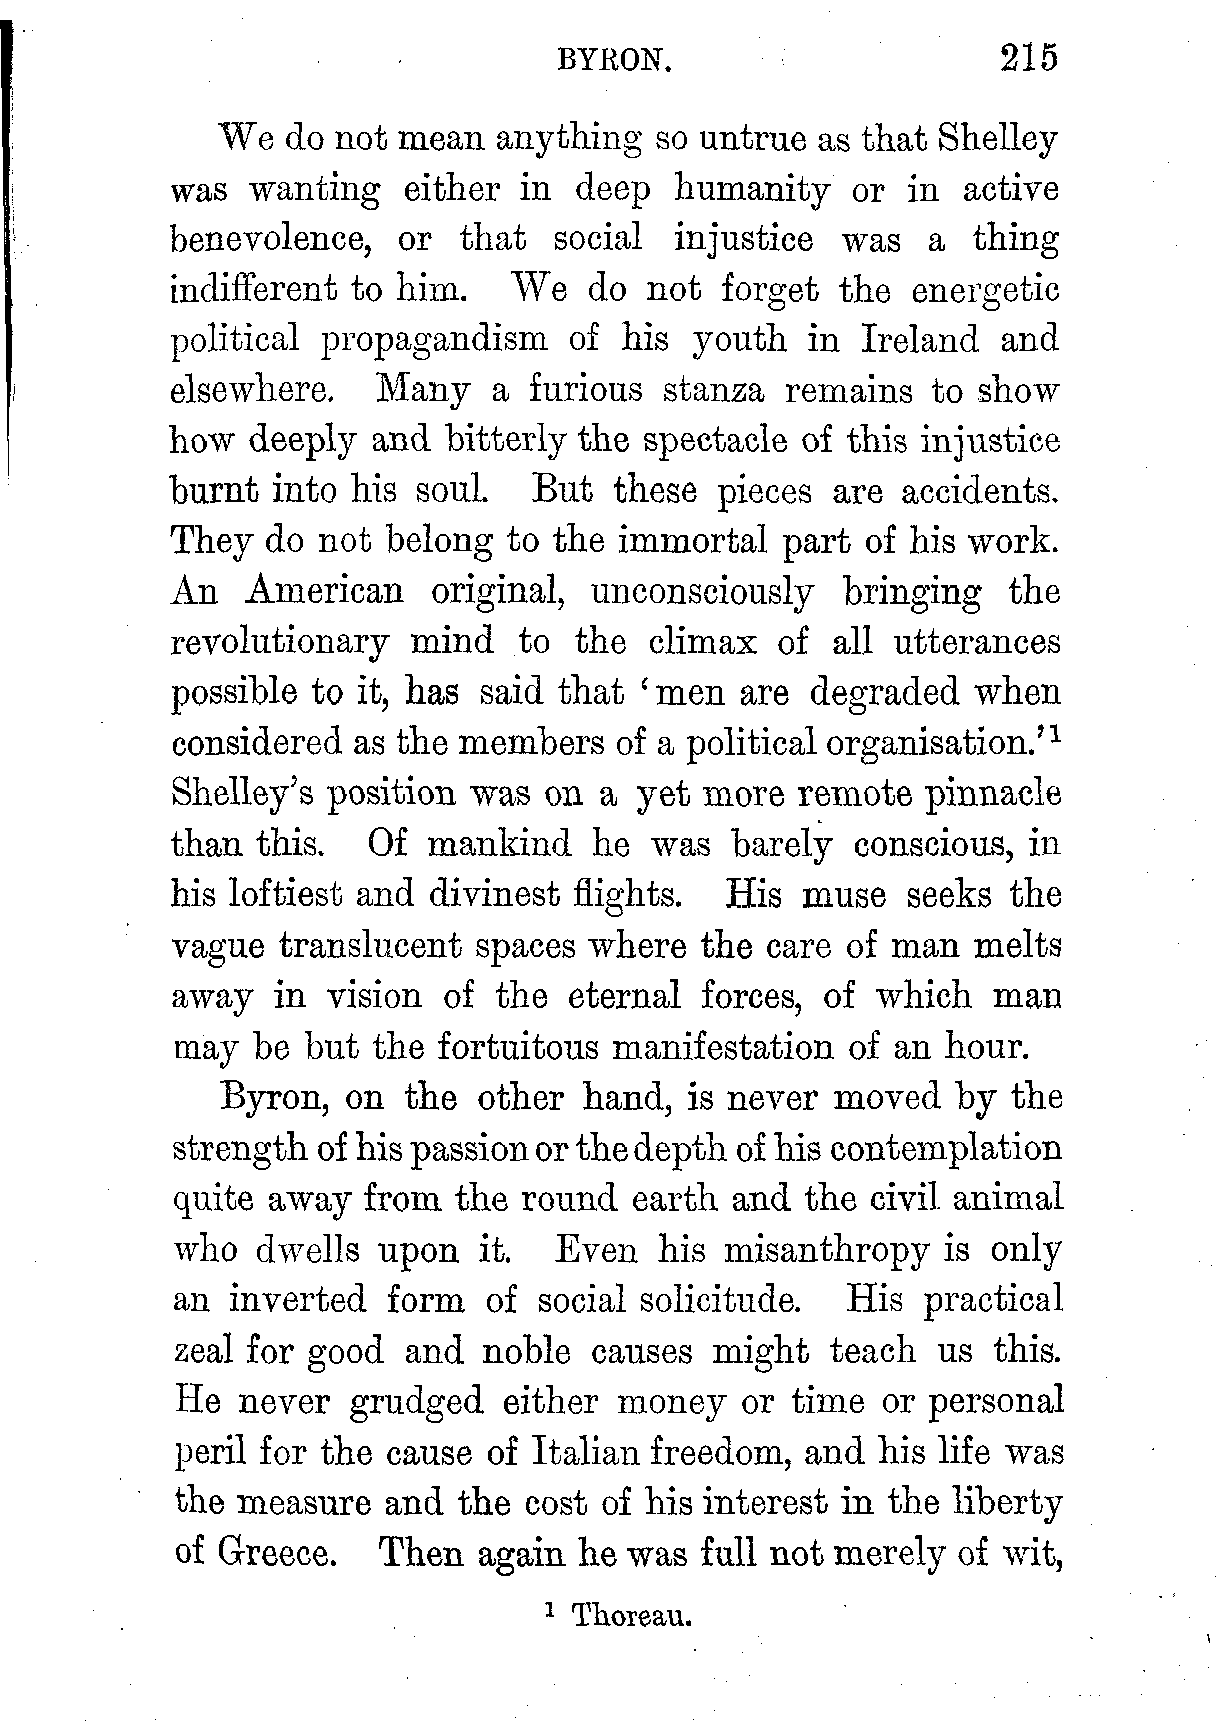 BYRON. 215
We do not mean anything so untrue as that Shelley
was wanting either in deep humanity or in active
benevolence, or that social injustice was a thing
indifferent to him. We do not forget the energetic
political propagandism of his youth in Ireland and
elsewhere. Many a furious stanza remains to show
how deeply and bitterly the spectacle of this injustice
burnt into his soul. But these pieces are accidents.
They do not belong to the immortal part of his work.
An American original, unconsciously bringing the
revolutionary mind to the climax of all utterances
possible to it, has said that ‘men are degraded when
considered as the members of a political organisation.’¹
Shelley’s position was on a yet more remote pinnacle
than this. Of mankind he was barely conscious, in
his loftiest and divinest flights. His muse seeks the
vague translucent spaces where the care of man melts
away in vision of the eternal forces, of which man
may be but the fortuitous manifestation of an hour.
Byron, on the other hand, is never moved by the
strength of his passion or the depth of his contemplation
quite away from the round earth and the civil animal
who dwells upon it. Even his misanthropy is only
an inverted form of social solicitude. His practical
zeal for good and noble causes might teach us this.
He never grudged either money or time or personal
peril for the cause of Italian freedom, and his life was
the measure and the cost of his interest in the liberty
of Greece. Then again he was full not merely of wit,
¹ Thoreau.